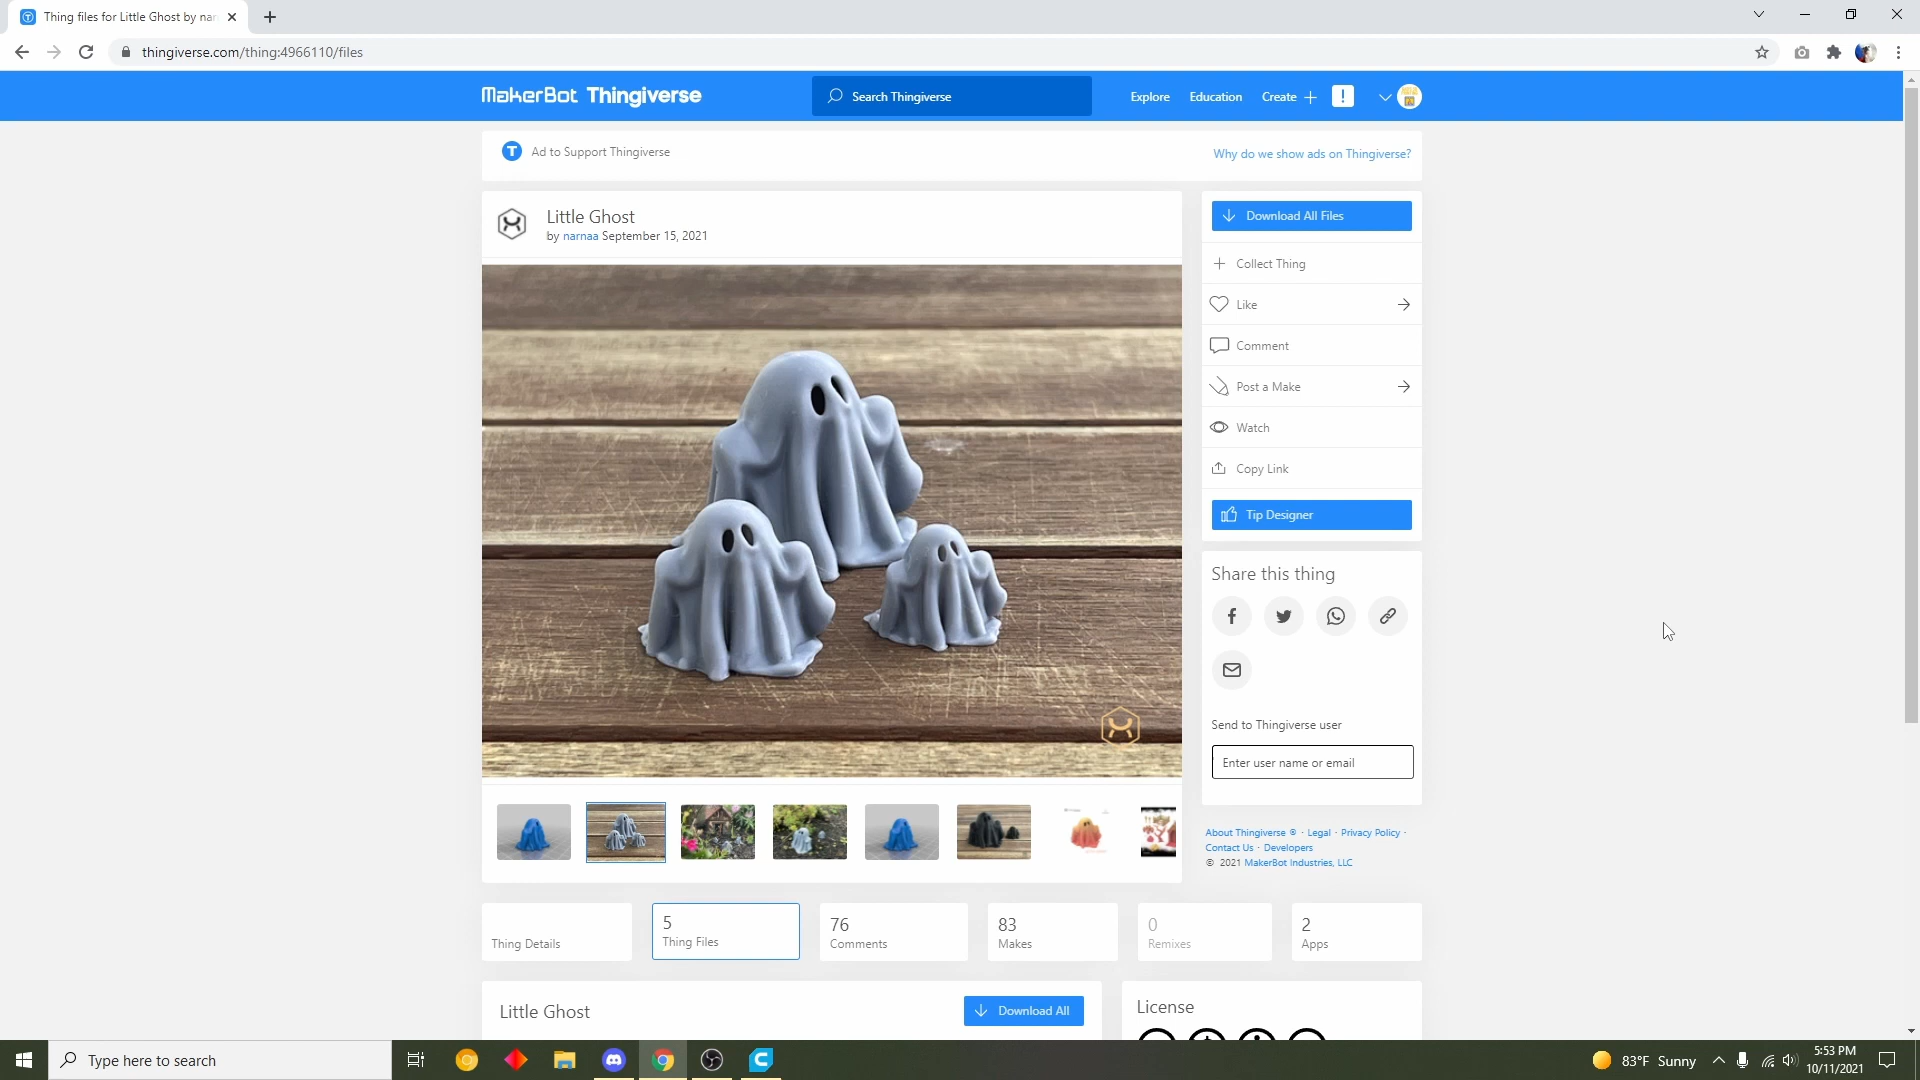 Thing files for Little Ghost by nar
thingiverse.com/thing:4966110/files
MakerBot Thingiverse
Search Thingiverse
Explore
Education
Create
Ad to Support Thingiverse
Why do we show ads on Thingiverse?
Little Ghost
by narnaa September 15, 2021
Download All Files
Collect Thing
Like
Comment
Post a Make
Watch
Copy Link
Tip Designer
Share this thing
Send to Thingiverse user
Enter user name or email
About Thingiverse ® · Legal · Privacy Policy ·
Contact Us · Developers
© 2021 MakerBot Industries, LLC
Thing Details
5
Thing Files
76
Comments
83
Makes
0
Remixes
2
Apps
Little Ghost
Download All
License
Type here to search
83°F Sunny
5:53 PM
10/11/2021